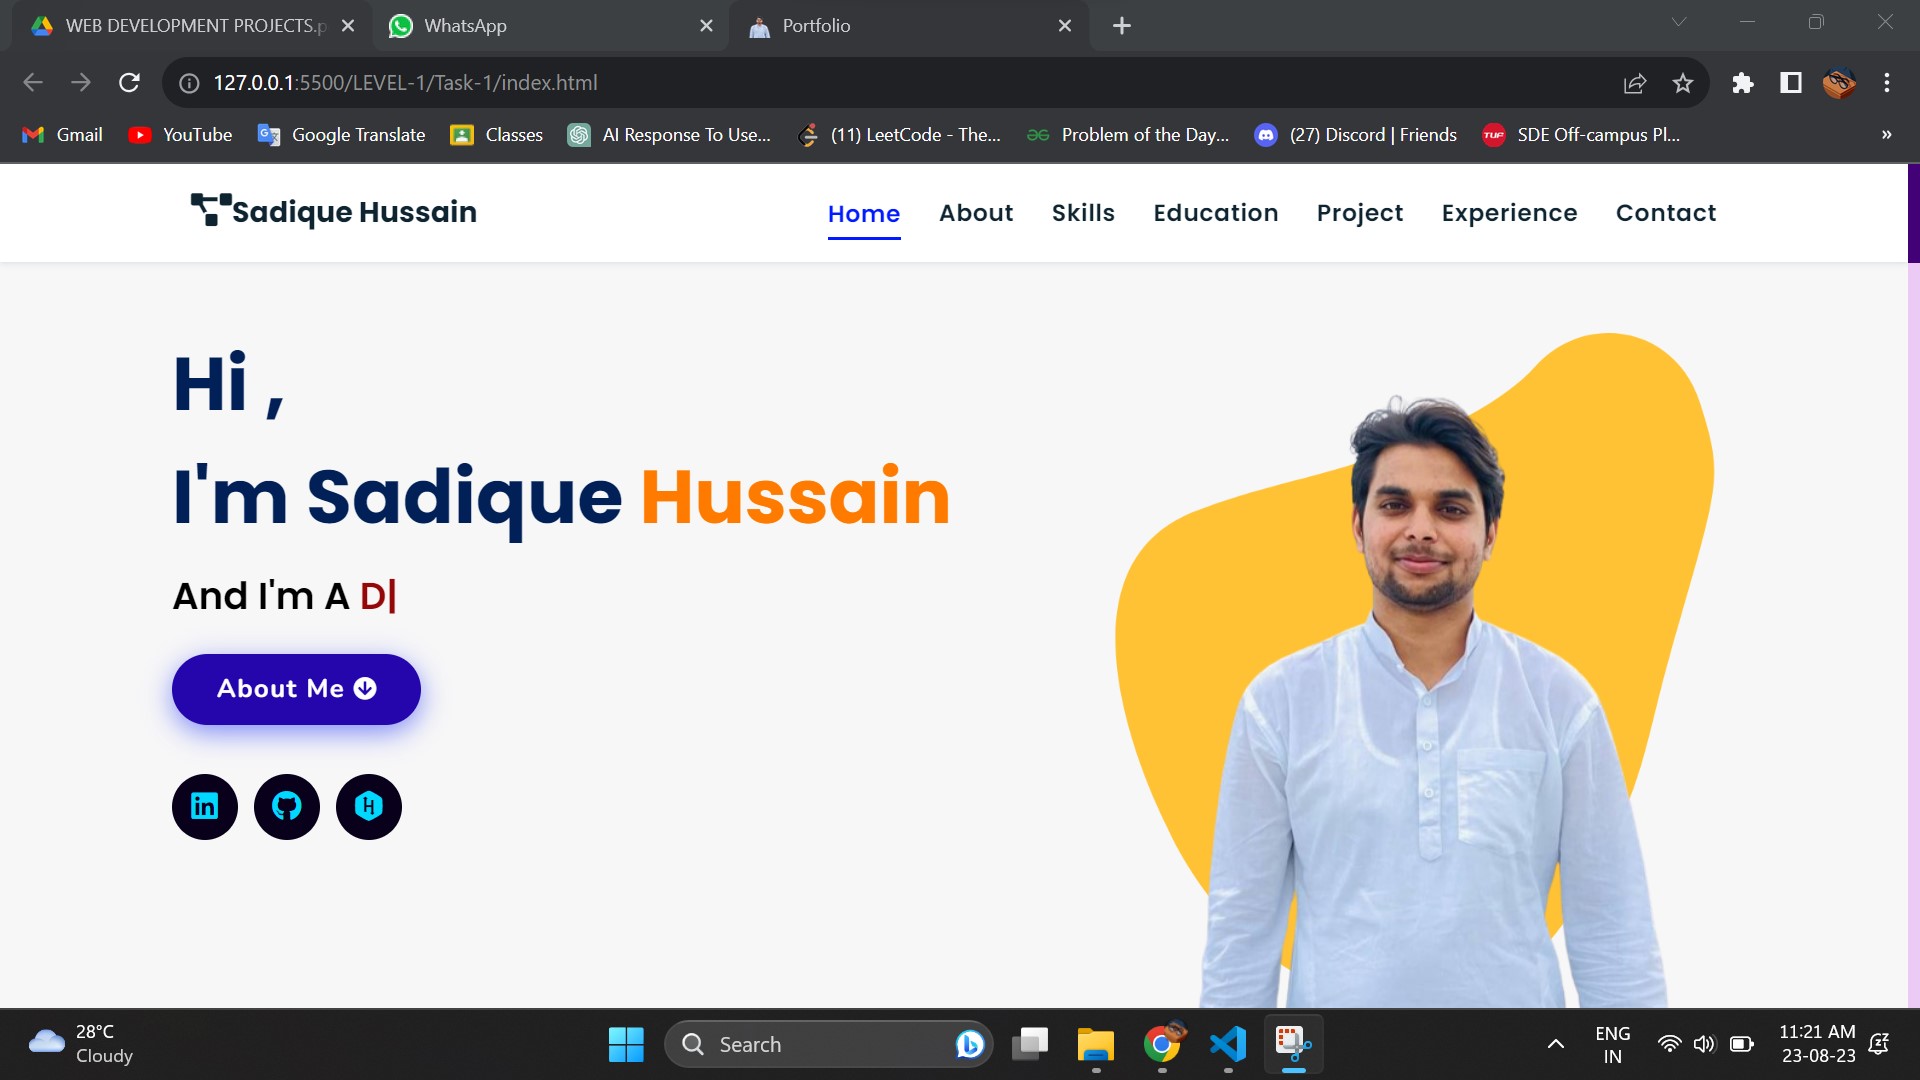 WEB DEVELOPMENT PROJECTS.p
WhatsApp
Portfolio
127.0.0.1:5500/LEVEL-1/Task-1/index.html
Gmail
YouTube
Google Translate
Classes
AI Response To Use...
(11) LeetCode - The...
Problem of the Day...
(27) Discord | Friends
TUF
SDE Off-campus Pl...
»
Sadique Hussain
Home
About
Skills
Education
Project
Experience
Contact
Hi ,
I'm Sadique Hussain
And I'm A D|
About Me
in
H
28°C
Cloudy
Search
ENG
IN
11:21 AM
23-08-23